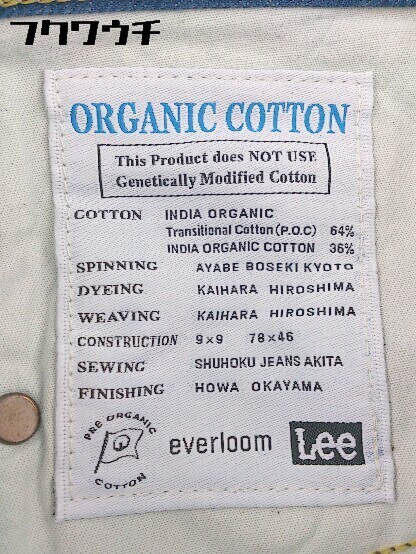 フクウウチ
ORGANIC COTTON
This Product does NOT USE
Genetically Modified Cotton
COTTON INDIA ORGANIC
Transitional Cotton (P.O.C) 64%
INDIA ORGANIC COTTON 36%
SPINNING AYABE BOSEKI KYOTO
DYEING KAIHARA HIROSHIMA
WEAVING KAIHARA HIROSHIMA
CONSTRUCTION 9×9 78×46
SEWING SHUHOKU JEANS AKITA
FINISHING HOWA OKAYAMA
PRE ORGANIC
COTTON
everloom
Lee